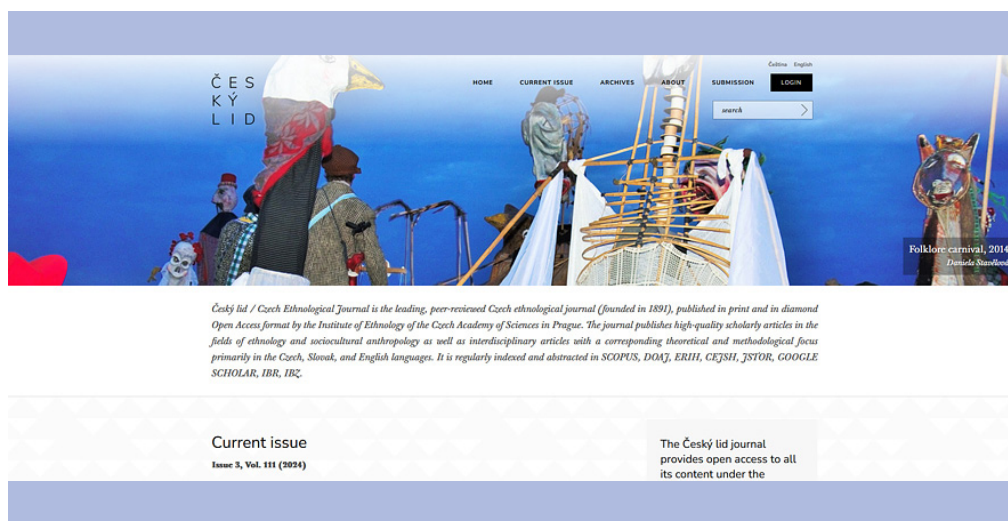 Čeština English
ČES
KÝ
LID
HOME CURRENT ISSUE ARCHIVES ABOUT SUBMISSION LOGIN
search
Folklore carnival, 2014
Daniela Stavělová
Český lid / Czech Ethnological Journal is the leading, peer-reviewed Czech ethnological journal (founded in 1891), published in print and in diamond
Open Access format by the Institute of Ethnology of the Czech Academy of Sciences in Prague. The journal publishes high-quality scholarly articles in the
fields of ethnology and sociocultural anthropology as well as interdisciplinary articles with a corresponding theoretical and methodological focus
primarily in the Czech, Slovak, and English languages. It is regularly indexed and abstracted in SCOPUS, DOAJ, ERIH, CEJSH, JSTOR, GOOGLE
SCHOLAR, IBR, IBZ.
Current issue
Issue 3, Vol. 111 (2024)
The Český lid journal
provides open access to all
its content under the